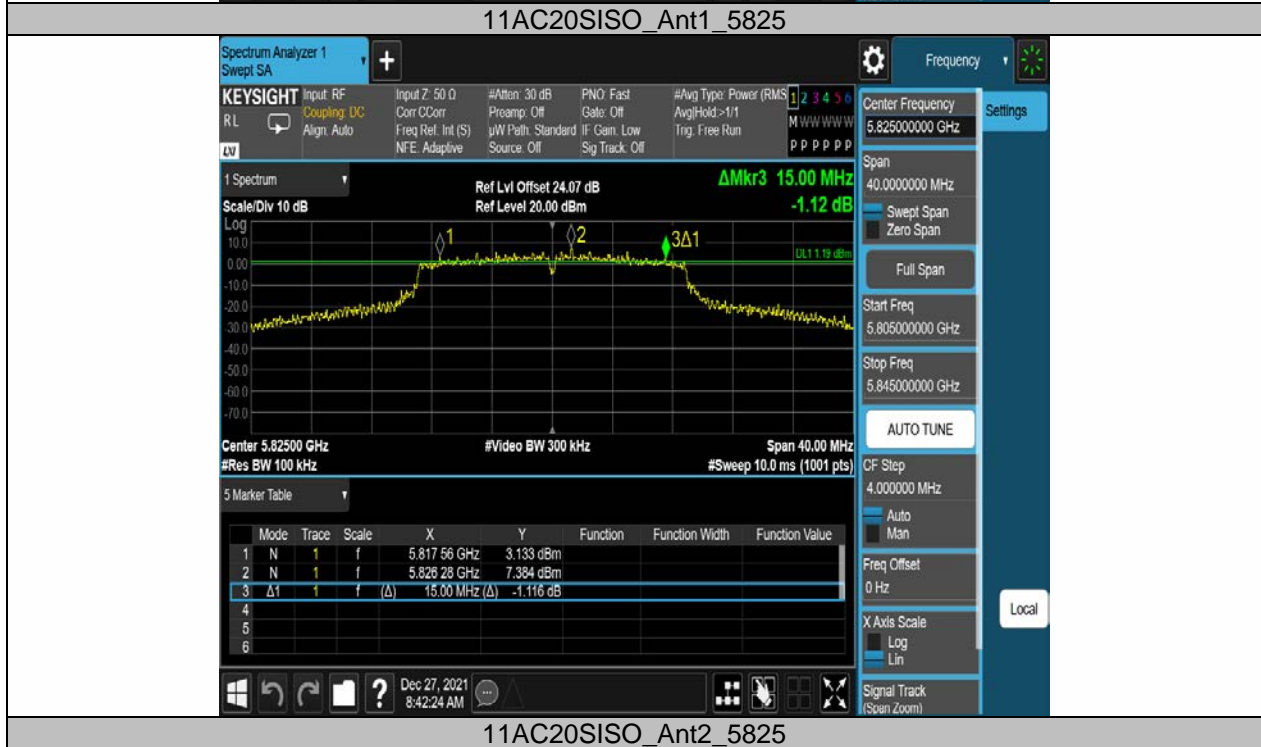 11AC20SISO_Ant1_5825
Spectrum Analyzer 1
Swept SA
+
Frequency
KEYSIGHT
RL
LXI
Input: RF
Coupling: DC
Align: Auto
Input Z: 50 Ω
Corr CCorr
Freq Ref: Int (S)
NFE: Adaptive
#Atten: 30 dB
Preamp: Off
µW Path: Standard
Source: Off
PNO: Fast
Gate: Off
IF Gain: Low
Sig Track: Off
#Avg Type: Power (RMS
Avg|Hold:>1/1
Trig: Free Run
1 2 3 4 5 6
M W W W W W
P P P P P P
1 Spectrum
Scale/Div 10 dB
Ref Lvl Offset 24.07 dB
Ref Level 20.00 dBm
ΔMkr3 15.00 MHz
-1.12 dB
Log
10.0
0.00
-10.0
-20.0
-30.0
-40.0
-50.0
-60.0
-70.0
1
2
3Δ1
DL1 1.19 dBm
Center 5.82500 GHz
#Res BW 100 kHz
#Video BW 300 kHz
Span 40.00 MHz
#Sweep 10.0 ms (1001 pts)
5 Marker Table
Mode Trace Scale X Y Function Function Width Function Value
1 N 1 f 5.817 56 GHz 3.133 dBm
2 N 1 f 5.826 28 GHz 7.384 dBm
3 Δ1 1 f (Δ) 15.00 MHz (Δ) -1.116 dB
4
5
6
Center Frequency
5.825000000 GHz
Settings
Span
40.0000000 MHz
Swept Span
Zero Span
Full Span
Start Freq
5.805000000 GHz
Stop Freq
5.845000000 GHz
AUTO TUNE
CF Step
4.000000 MHz
Auto
Man
Freq Offset
0 Hz
X Axis Scale
Log
Lin
Local
Signal Track
(Span Zoom)
?
Dec 27, 2021
8:42:24 AM
11AC20SISO_Ant2_5825